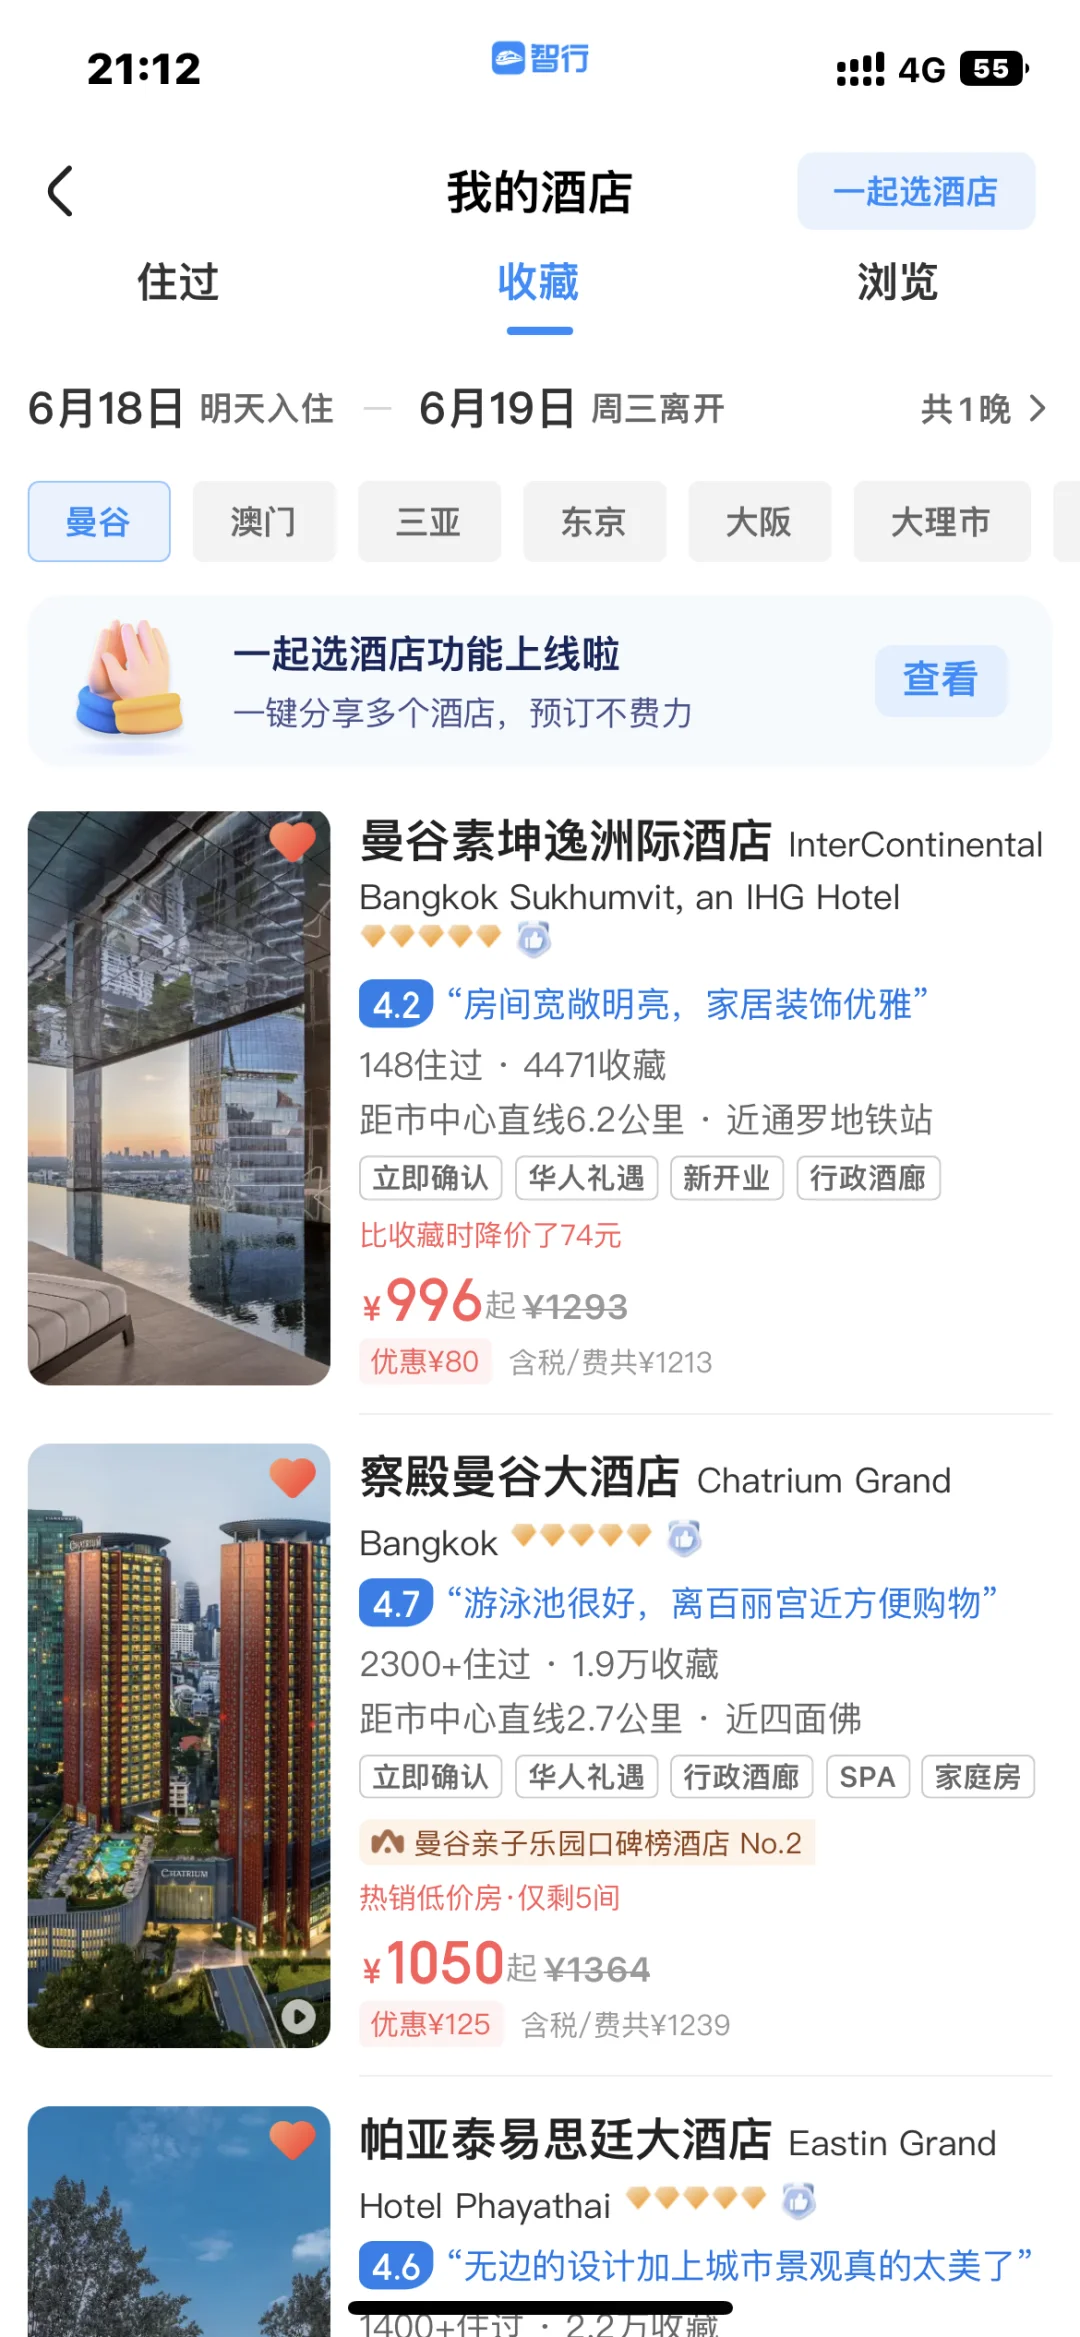 21:12
智行
4G
55
我的酒店
一起选酒店
住过
收藏
浏览
6月18日 明天入住 — 6月19日 周三离开
共1晚
曼谷
澳门
三亚
东京
大阪
大理市
一起选酒店功能上线啦
一键分享多个酒店，预订不费力
查看
曼谷素坤逸洲际酒店 InterContinental
Bangkok Sukhumvit, an IHG Hotel
4.2 “房间宽敞明亮，家居装饰优雅”
148住过 · 4471收藏
距市中心直线6.2公里 · 近通罗地铁站
立即确认 华人礼遇 新开业 行政酒廊
比收藏时降价了74元
¥996起 ¥1293
优惠¥80 含税/费共¥1213
察殿曼谷大酒店 Chatrium Grand
Bangkok
4.7 “游泳池很好，离百丽宫近方便购物”
2300+住过 · 1.9万收藏
距市中心直线2.7公里 · 近四面佛
立即确认 华人礼遇 行政酒廊 SPA 家庭房
曼谷亲子乐园口碑榜酒店 No.2
热销低价房·仅剩5间
¥1050起 ¥1364
优惠¥125 含税/费共¥1239
CHATRIUM
CHATRIUM
帕亚泰易思廷大酒店 Eastin Grand
Hotel Phayathai
4.6 “无边的设计加上城市景观真的太美了”
1400+住过 · 2.2万收藏